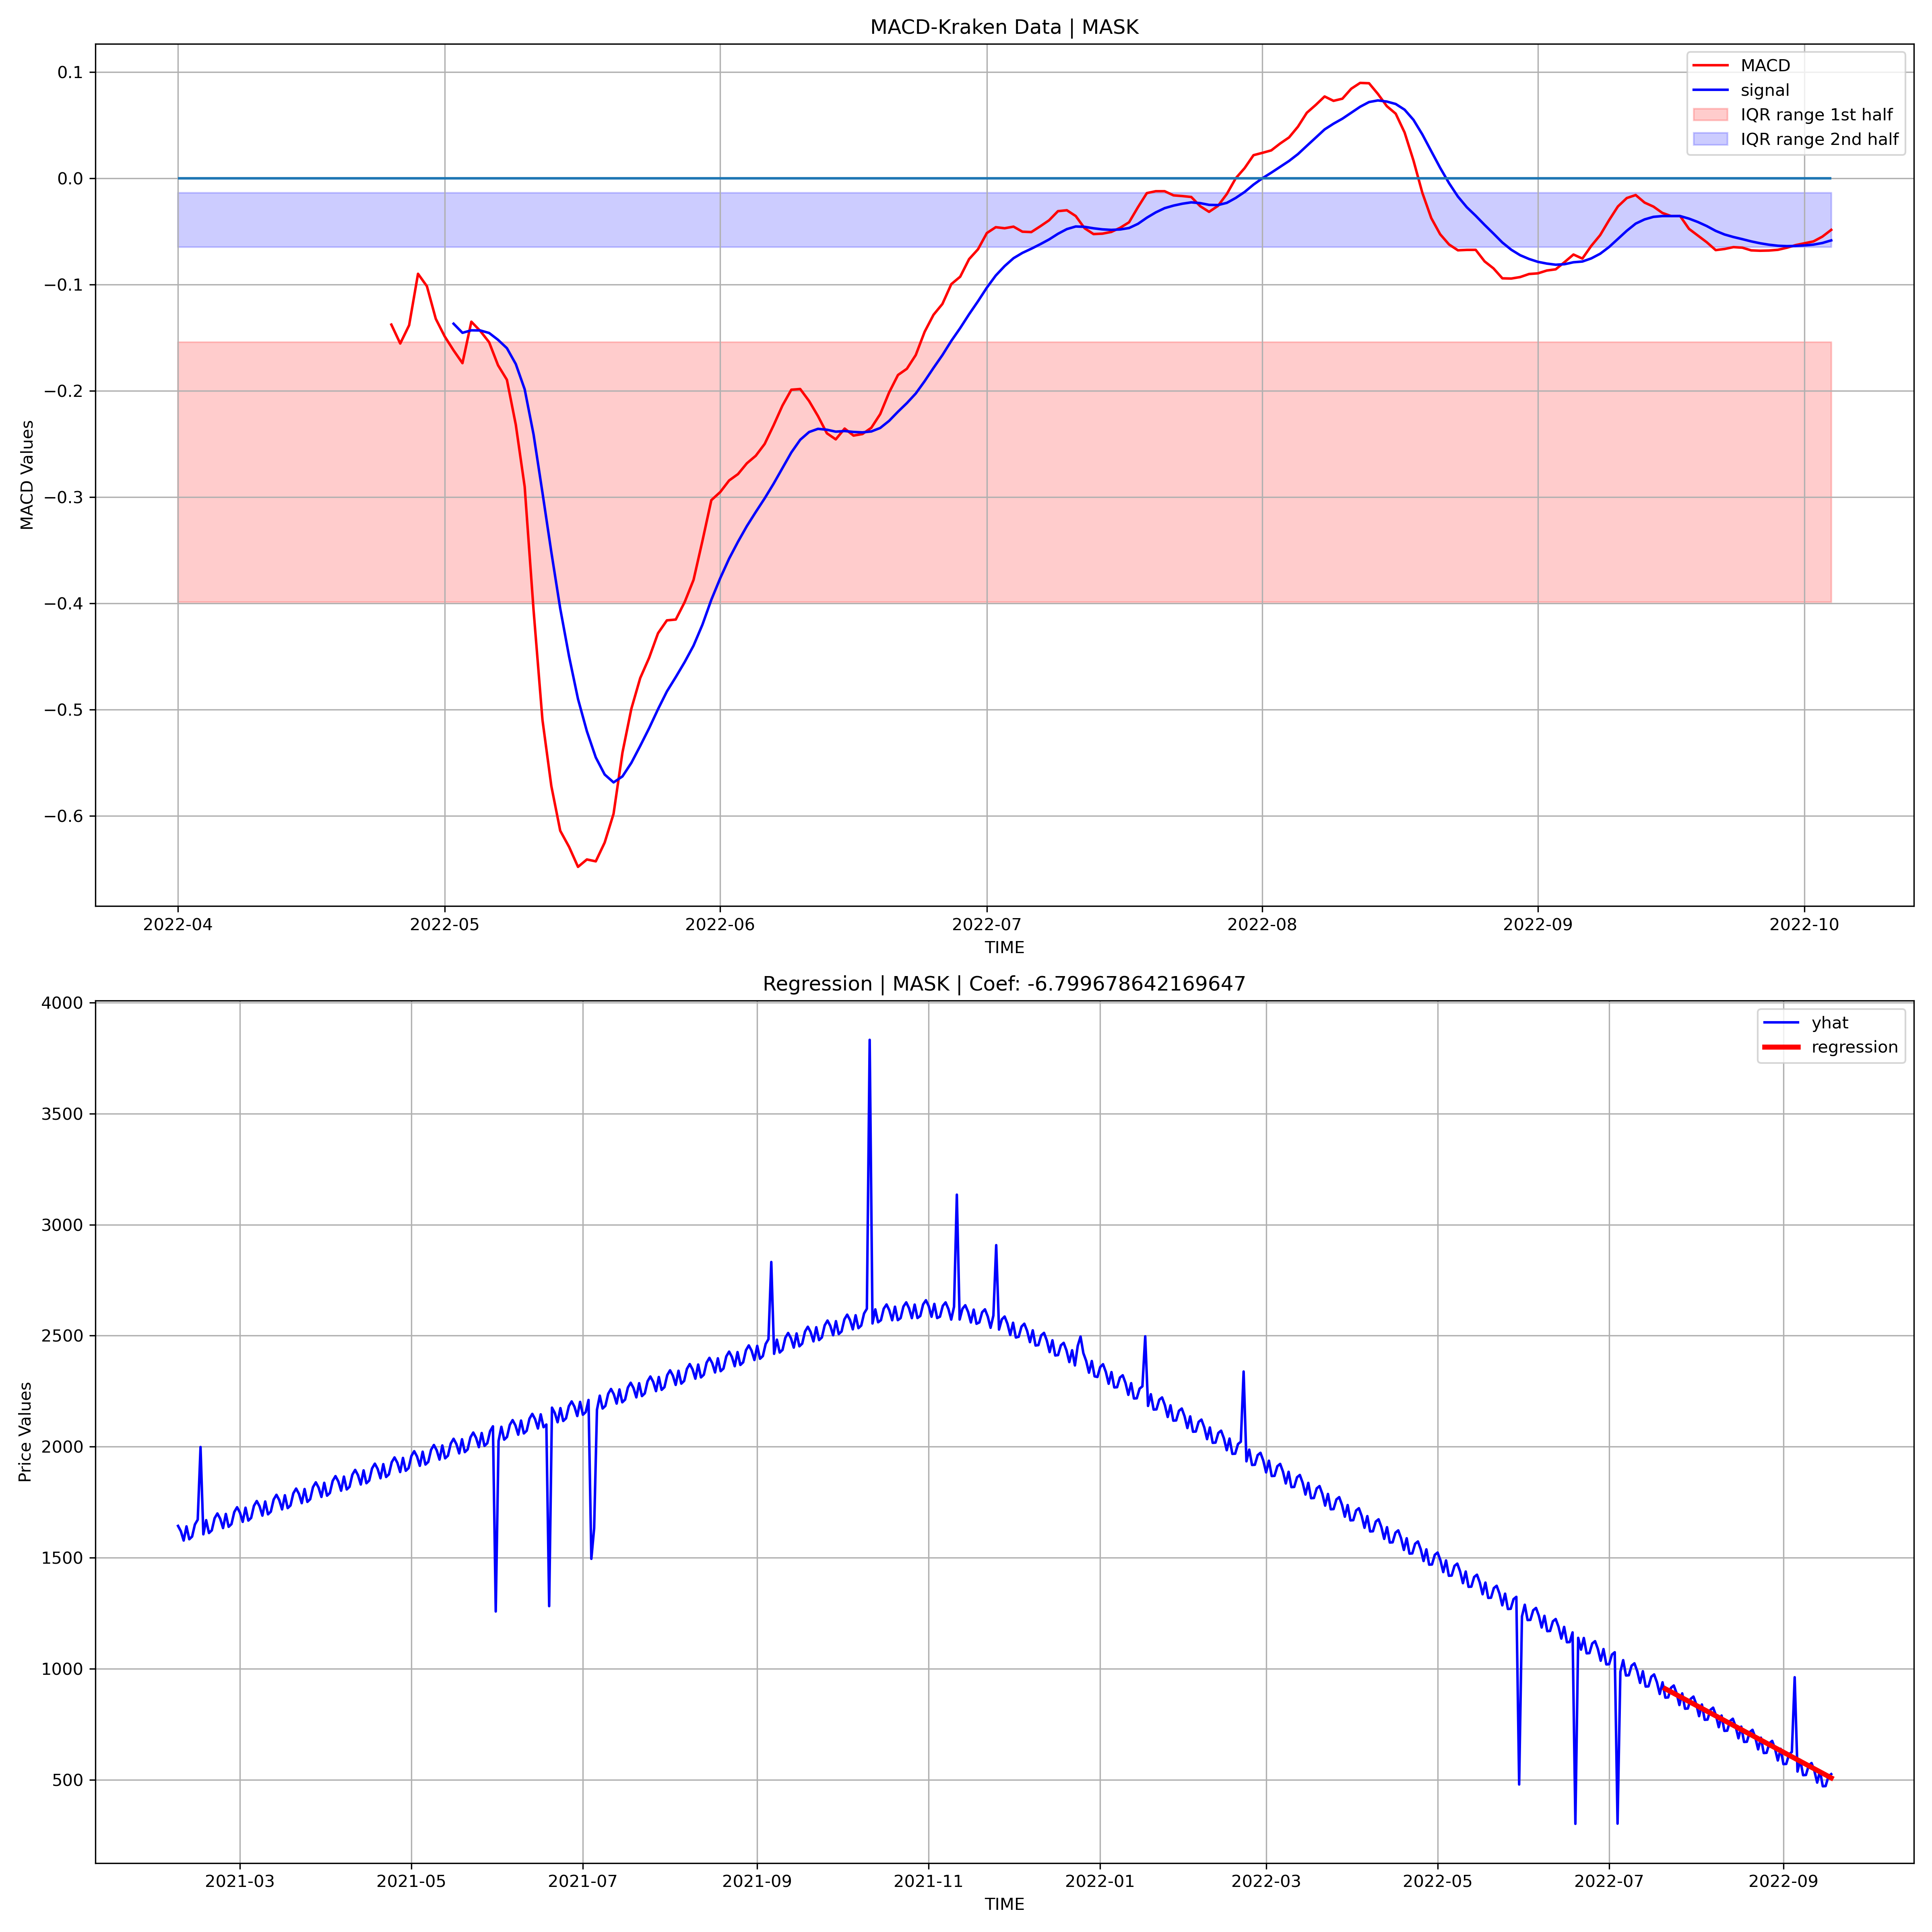 MACD-Kraken Data | MASK
MACD
signal
IQR range 1st half
IQR range 2nd half
MACD Values
0.1
0.0
−0.1
−0.2
−0.3
−0.4
−0.5
−0.6
2022-04 2022-05 2022-06 2022-07 2022-08 2022-09 2022-10
TIME
Regression | MASK | Coef: -6.799678642169647
yhat
regression
Price Values
4000
3500
3000
2500
2000
1500
1000
500
2021-03 2021-05 2021-07 2021-09 2021-11 2022-01 2022-03 2022-05 2022-07 2022-09
TIME